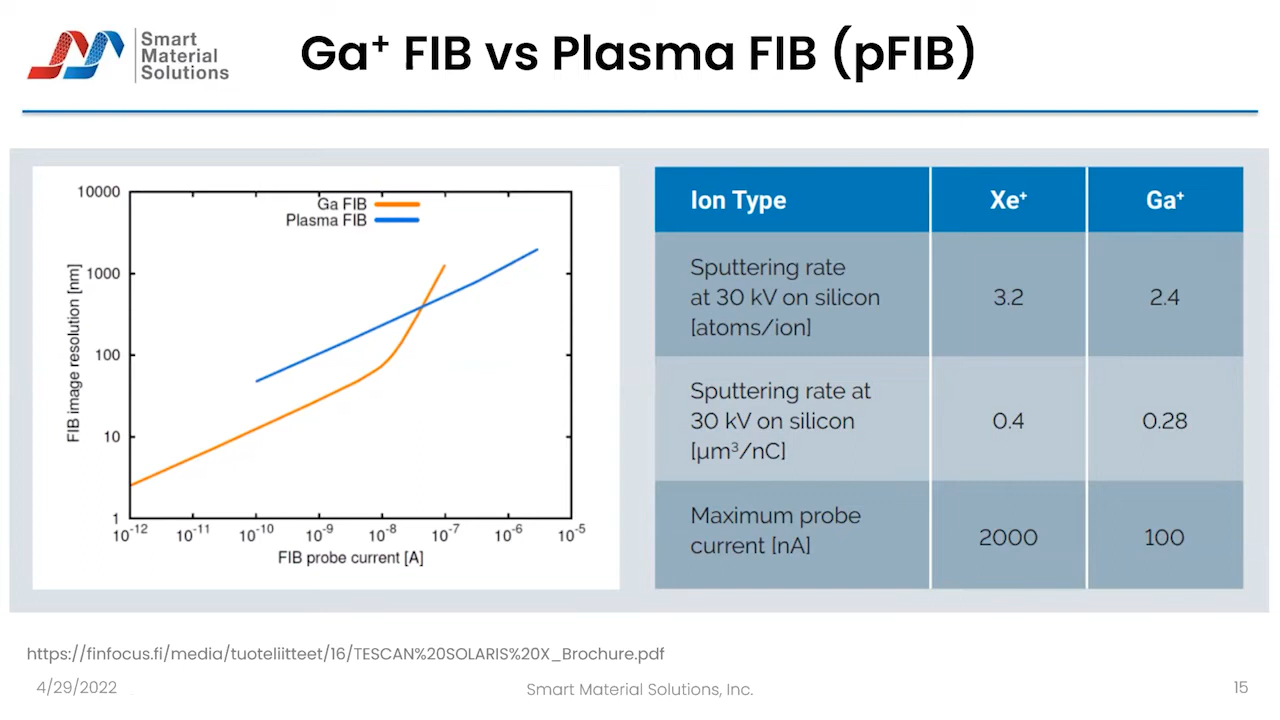 Smart
Material
Solutions
Ga⁺ FIB vs Plasma FIB (pFIB)
Ga FIB
Plasma FIB
10000
1000
100
10
1
FIB image resolution [nm]
10⁻¹² 10⁻¹¹ 10⁻¹⁰ 10⁻⁹ 10⁻⁸ 10⁻⁷ 10⁻⁶ 10⁻⁵
FIB probe current [A]
Ion Type Xe⁺ Ga⁺
Sputtering rate
at 30 kV on silicon 3.2 2.4
[atoms/ion]
Sputtering rate at
30 kV on silicon 0.4 0.28
[µm³/nC]
Maximum probe
current [nA] 2000 100
https://finfocus.fi/media/tuoteliitteet/16/TESCAN%20SOLARIS%20X_Brochure.pdf
4/29/2022 Smart Material Solutions, Inc. 15